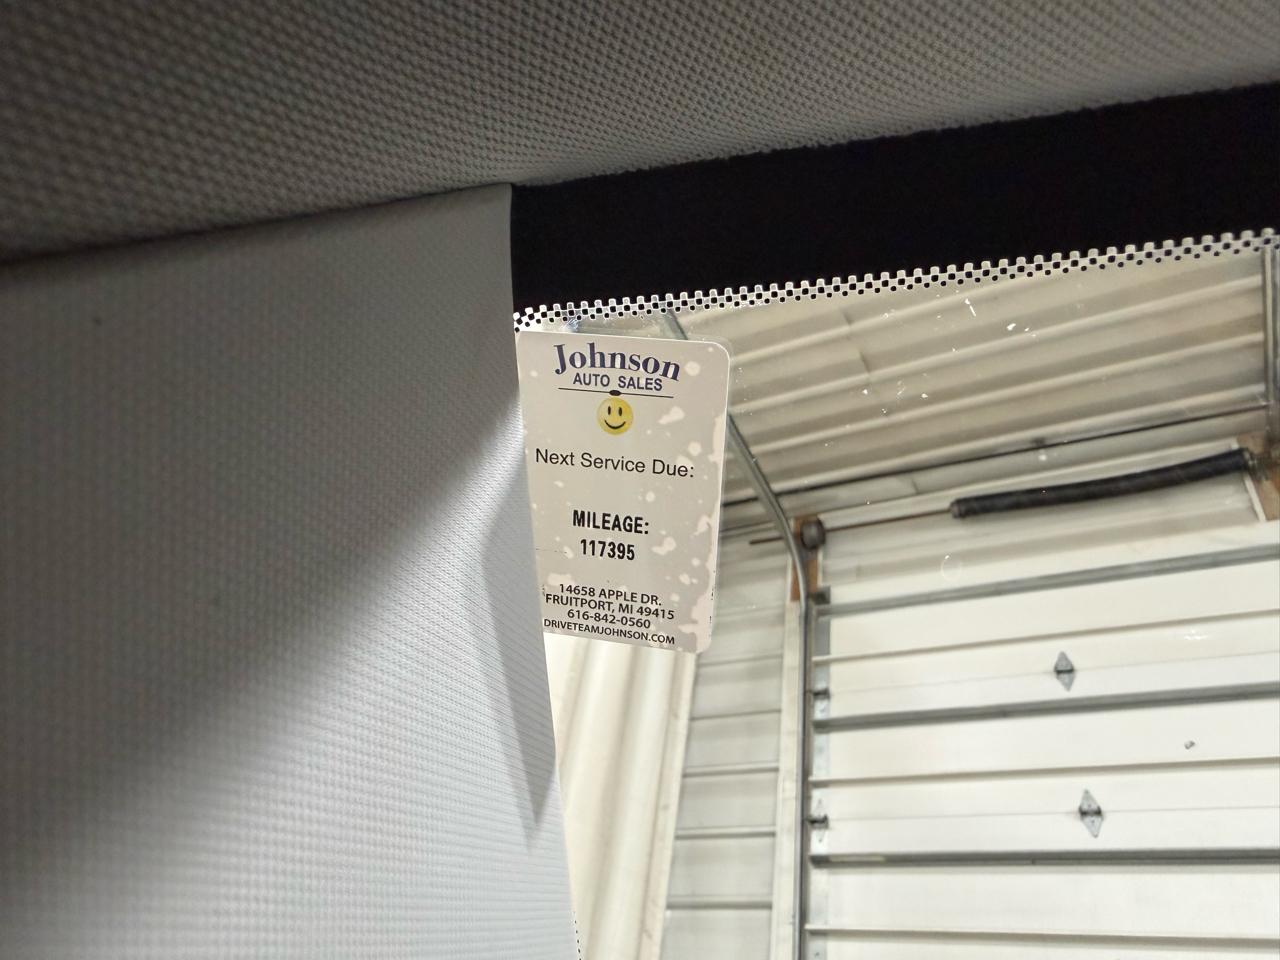 Johnson
AUTO SALES
Next Service Due:
MILEAGE:
117395
14658 APPLE DR.
FRUITPORT, MI 49415
616-842-0560
DRIVETEAMJOHNSON.COM